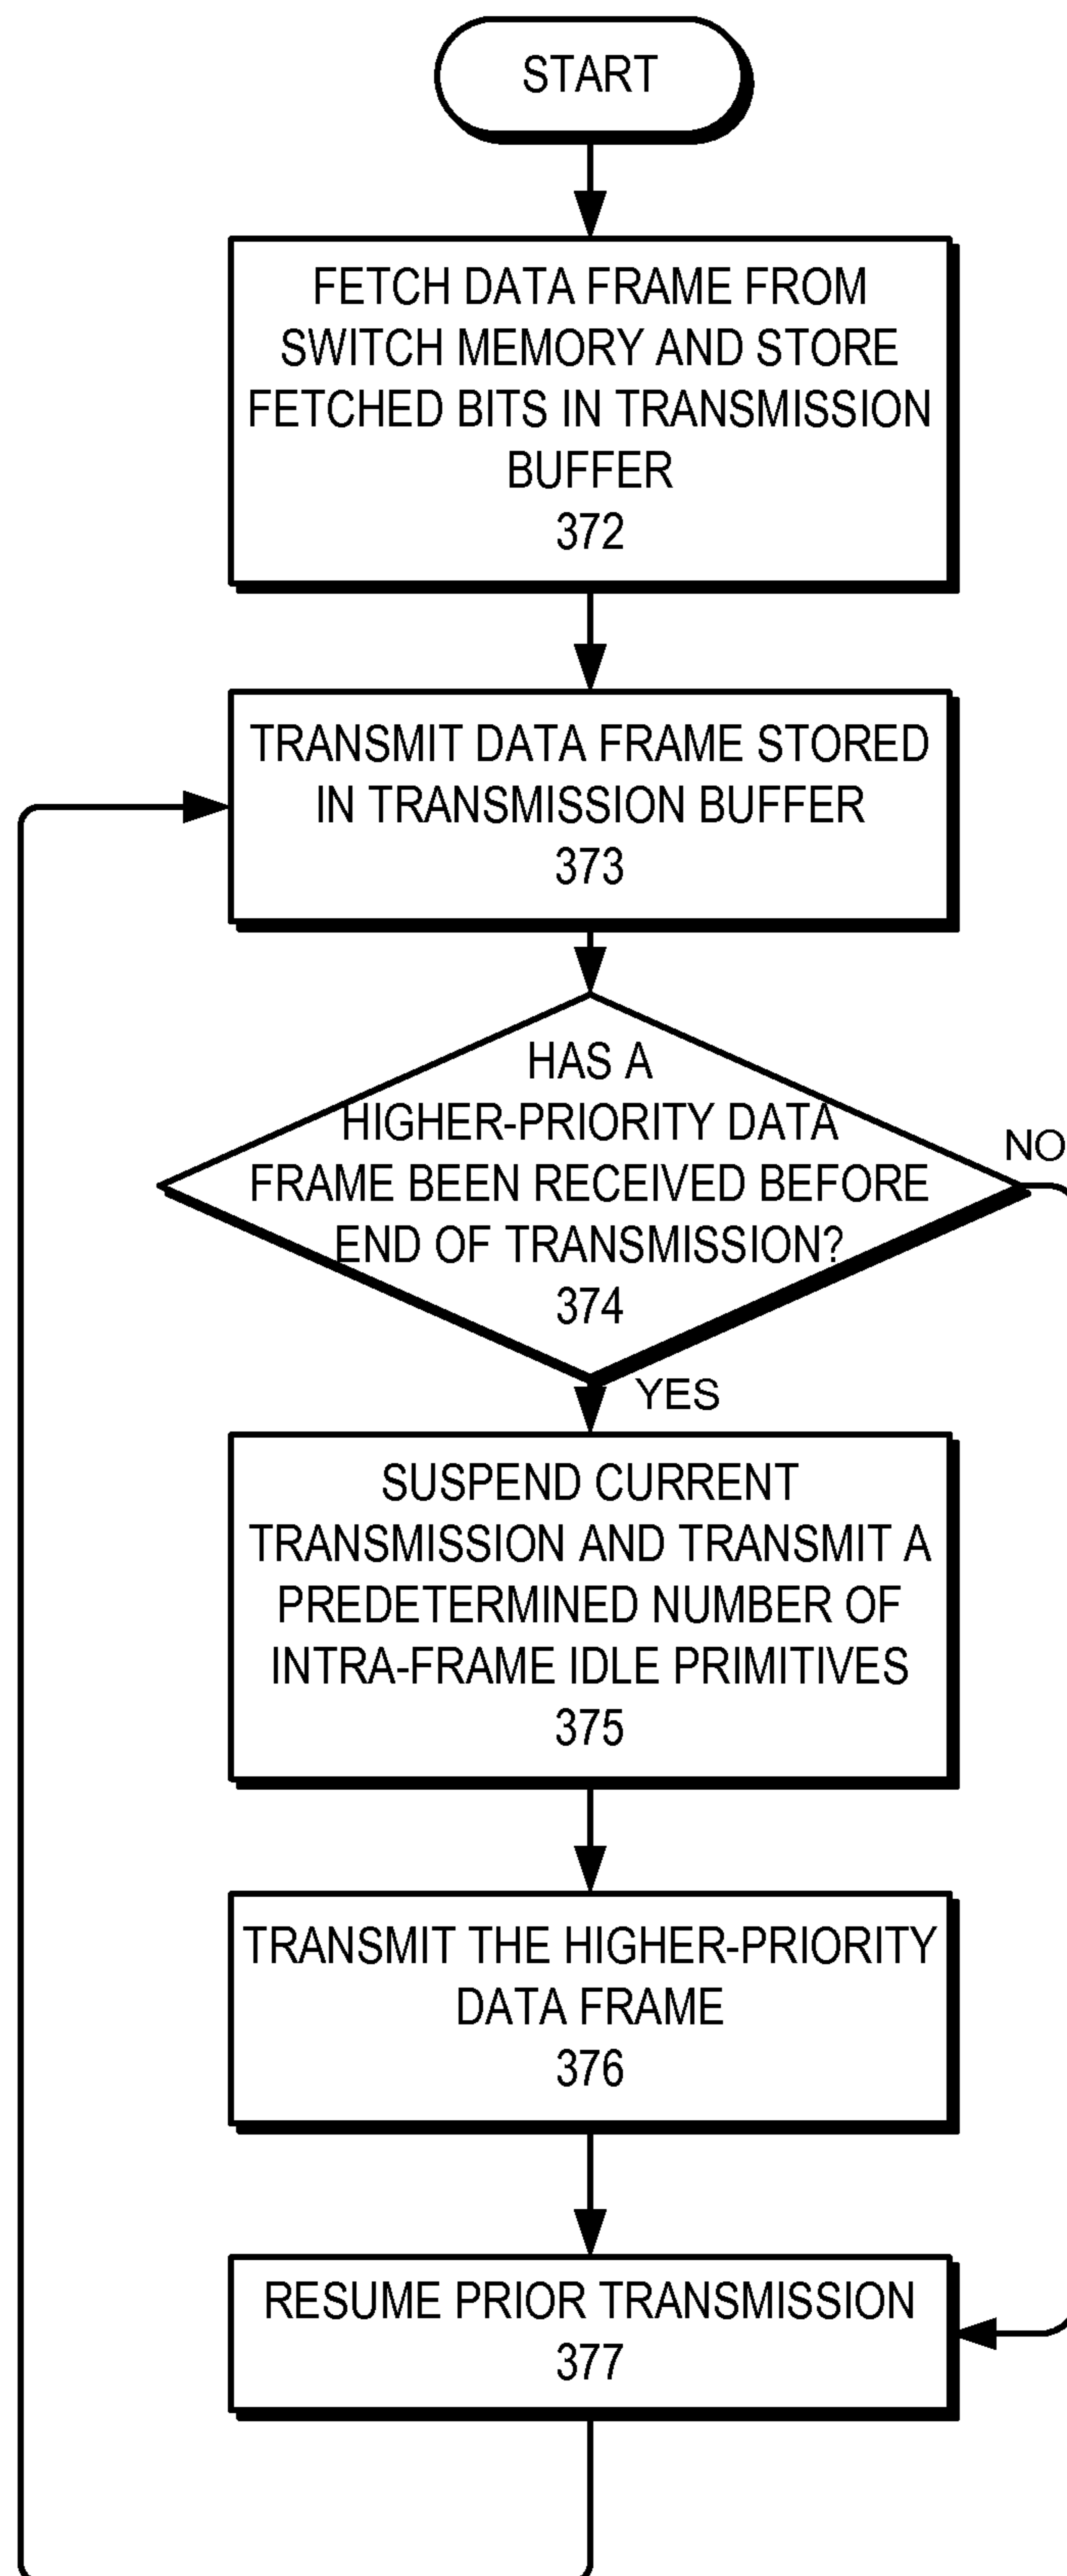 START
FETCH DATA FRAME FROM
SWITCH MEMORY AND STORE
FETCHED BITS IN TRANSMISSION
BUFFER
372
TRANSMIT DATA FRAME STORED
IN TRANSMISSION BUFFER
373
HAS A
HIGHER-PRIORITY DATA
FRAME BEEN RECEIVED BEFORE
END OF TRANSMISSION?
374
NO
YES
SUSPEND CURRENT
TRANSMISSION AND TRANSMIT A
PREDETERMINED NUMBER OF
INTRA-FRAME IDLE PRIMITIVES
375
TRANSMIT THE HIGHER-PRIORITY
DATA FRAME
376
RESUME PRIOR TRANSMISSION
377